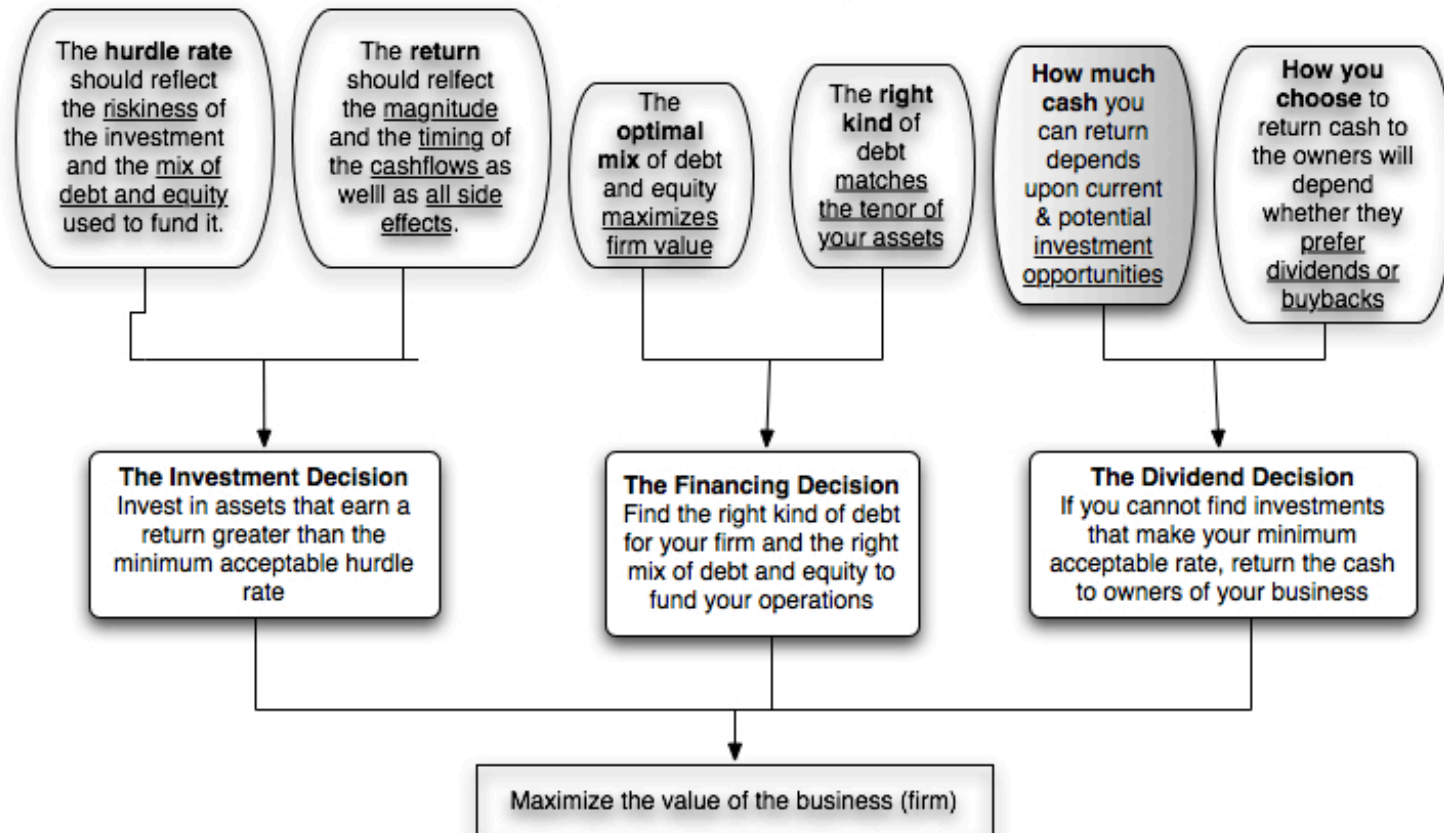 The hurdle rate
should reflect
the riskiness of
the investment
and the mix of
debt and equity
used to fund it.
The return
should relfect
the magnitude
and the timing of
the cashflows as
welll as all side
effects.
The
optimal
mix of debt
and equity
maximizes
firm value
The right
kind of
debt
matches
the tenor of
your assets
How much
cash you
can return
depends
upon current
& potential
investment
opportunities
How you
choose to
return cash to
the owners will
depend
whether they
prefer
dividends or
buybacks
The Investment Decision
Invest in assets that earn a
return greater than the
minimum acceptable hurdle
rate
The Financing Decision
Find the right kind of debt
for your firm and the right
mix of debt and equity to
fund your operations
The Dividend Decision
If you cannot find investments
that make your minimum
acceptable rate, return the cash
to owners of your business
Maximize the value of the business (firm)